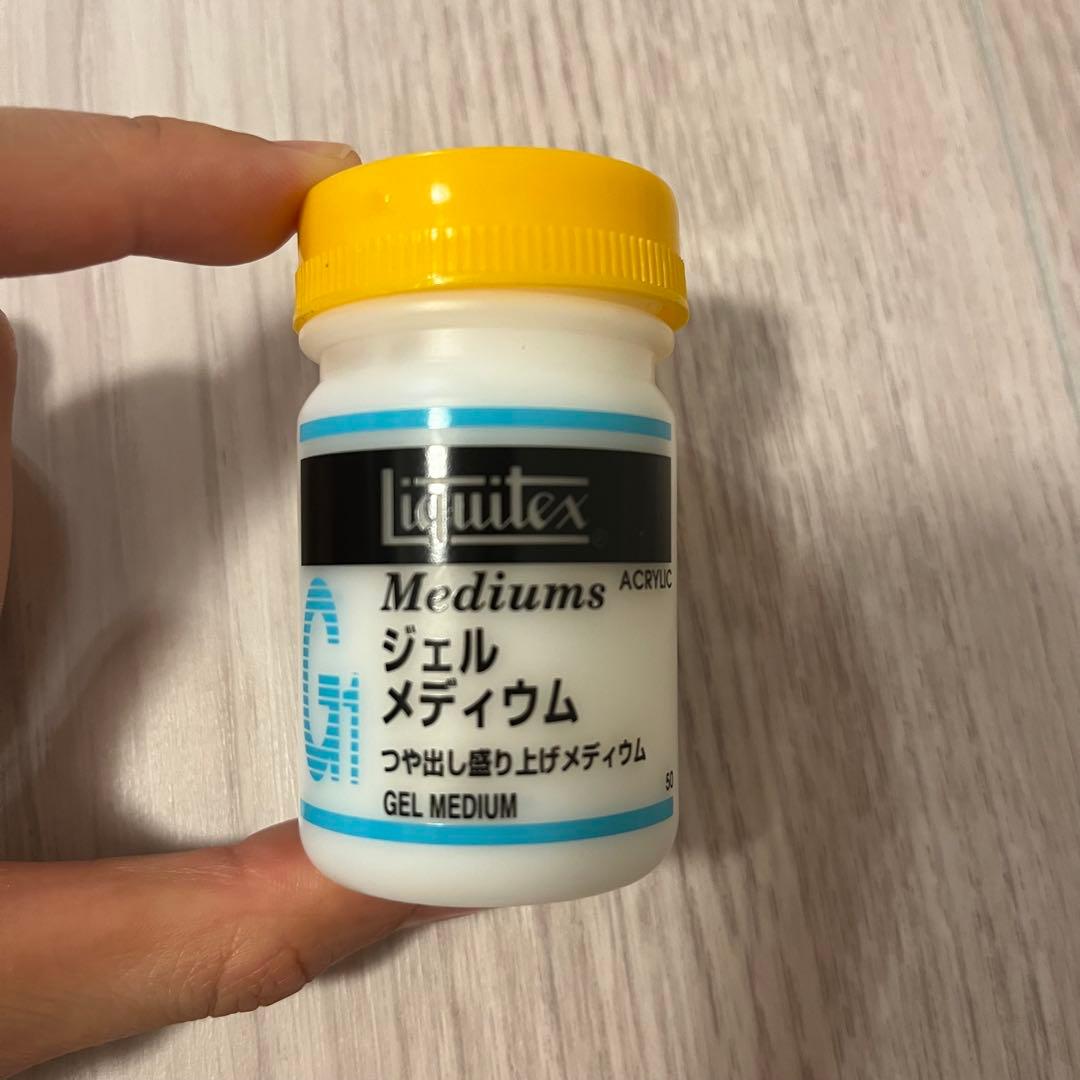 Liquitex
Mediums ACRYLIC
G1
ジェル
メディウム
つや出し盛り上げメディウム
50
GEL MEDIUM